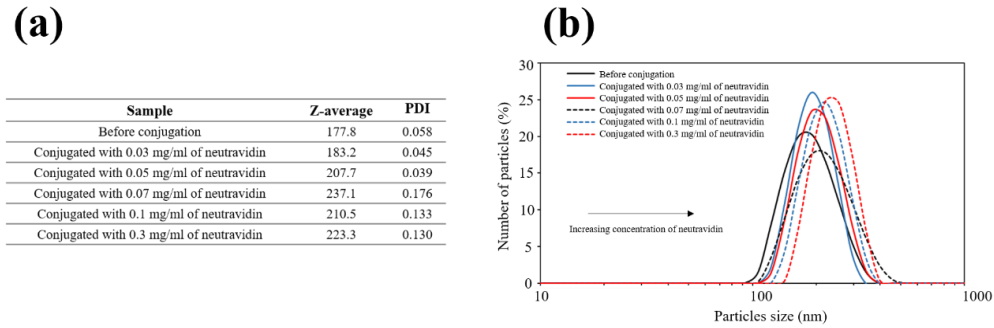 (a)
Sample Z-average PDI
Before conjugation 177.8 0.058
Conjugated with 0.03 mg/ml of neutravidin 183.2 0.045
Conjugated with 0.05 mg/ml of neutravidin 207.7 0.039
Conjugated with 0.07 mg/ml of neutravidin 237.1 0.176
Conjugated with 0.1 mg/ml of neutravidin 210.5 0.133
Conjugated with 0.3 mg/ml of neutravidin 223.3 0.130
(b)
Number of particles (%)
30
25
20
15
10
5
0
Before conjugation
Conjugated with 0.03 mg/ml of neutravidin
Conjugated with 0.05 mg/ml of neutravidin
Conjugated with 0.07 mg/ml of neutravidin
Conjugated with 0.1 mg/ml of neutravidin
Conjugated with 0.3 mg/ml of neutravidin
Increasing concentration of neutravidin
10 100 1000
Particles size (nm)